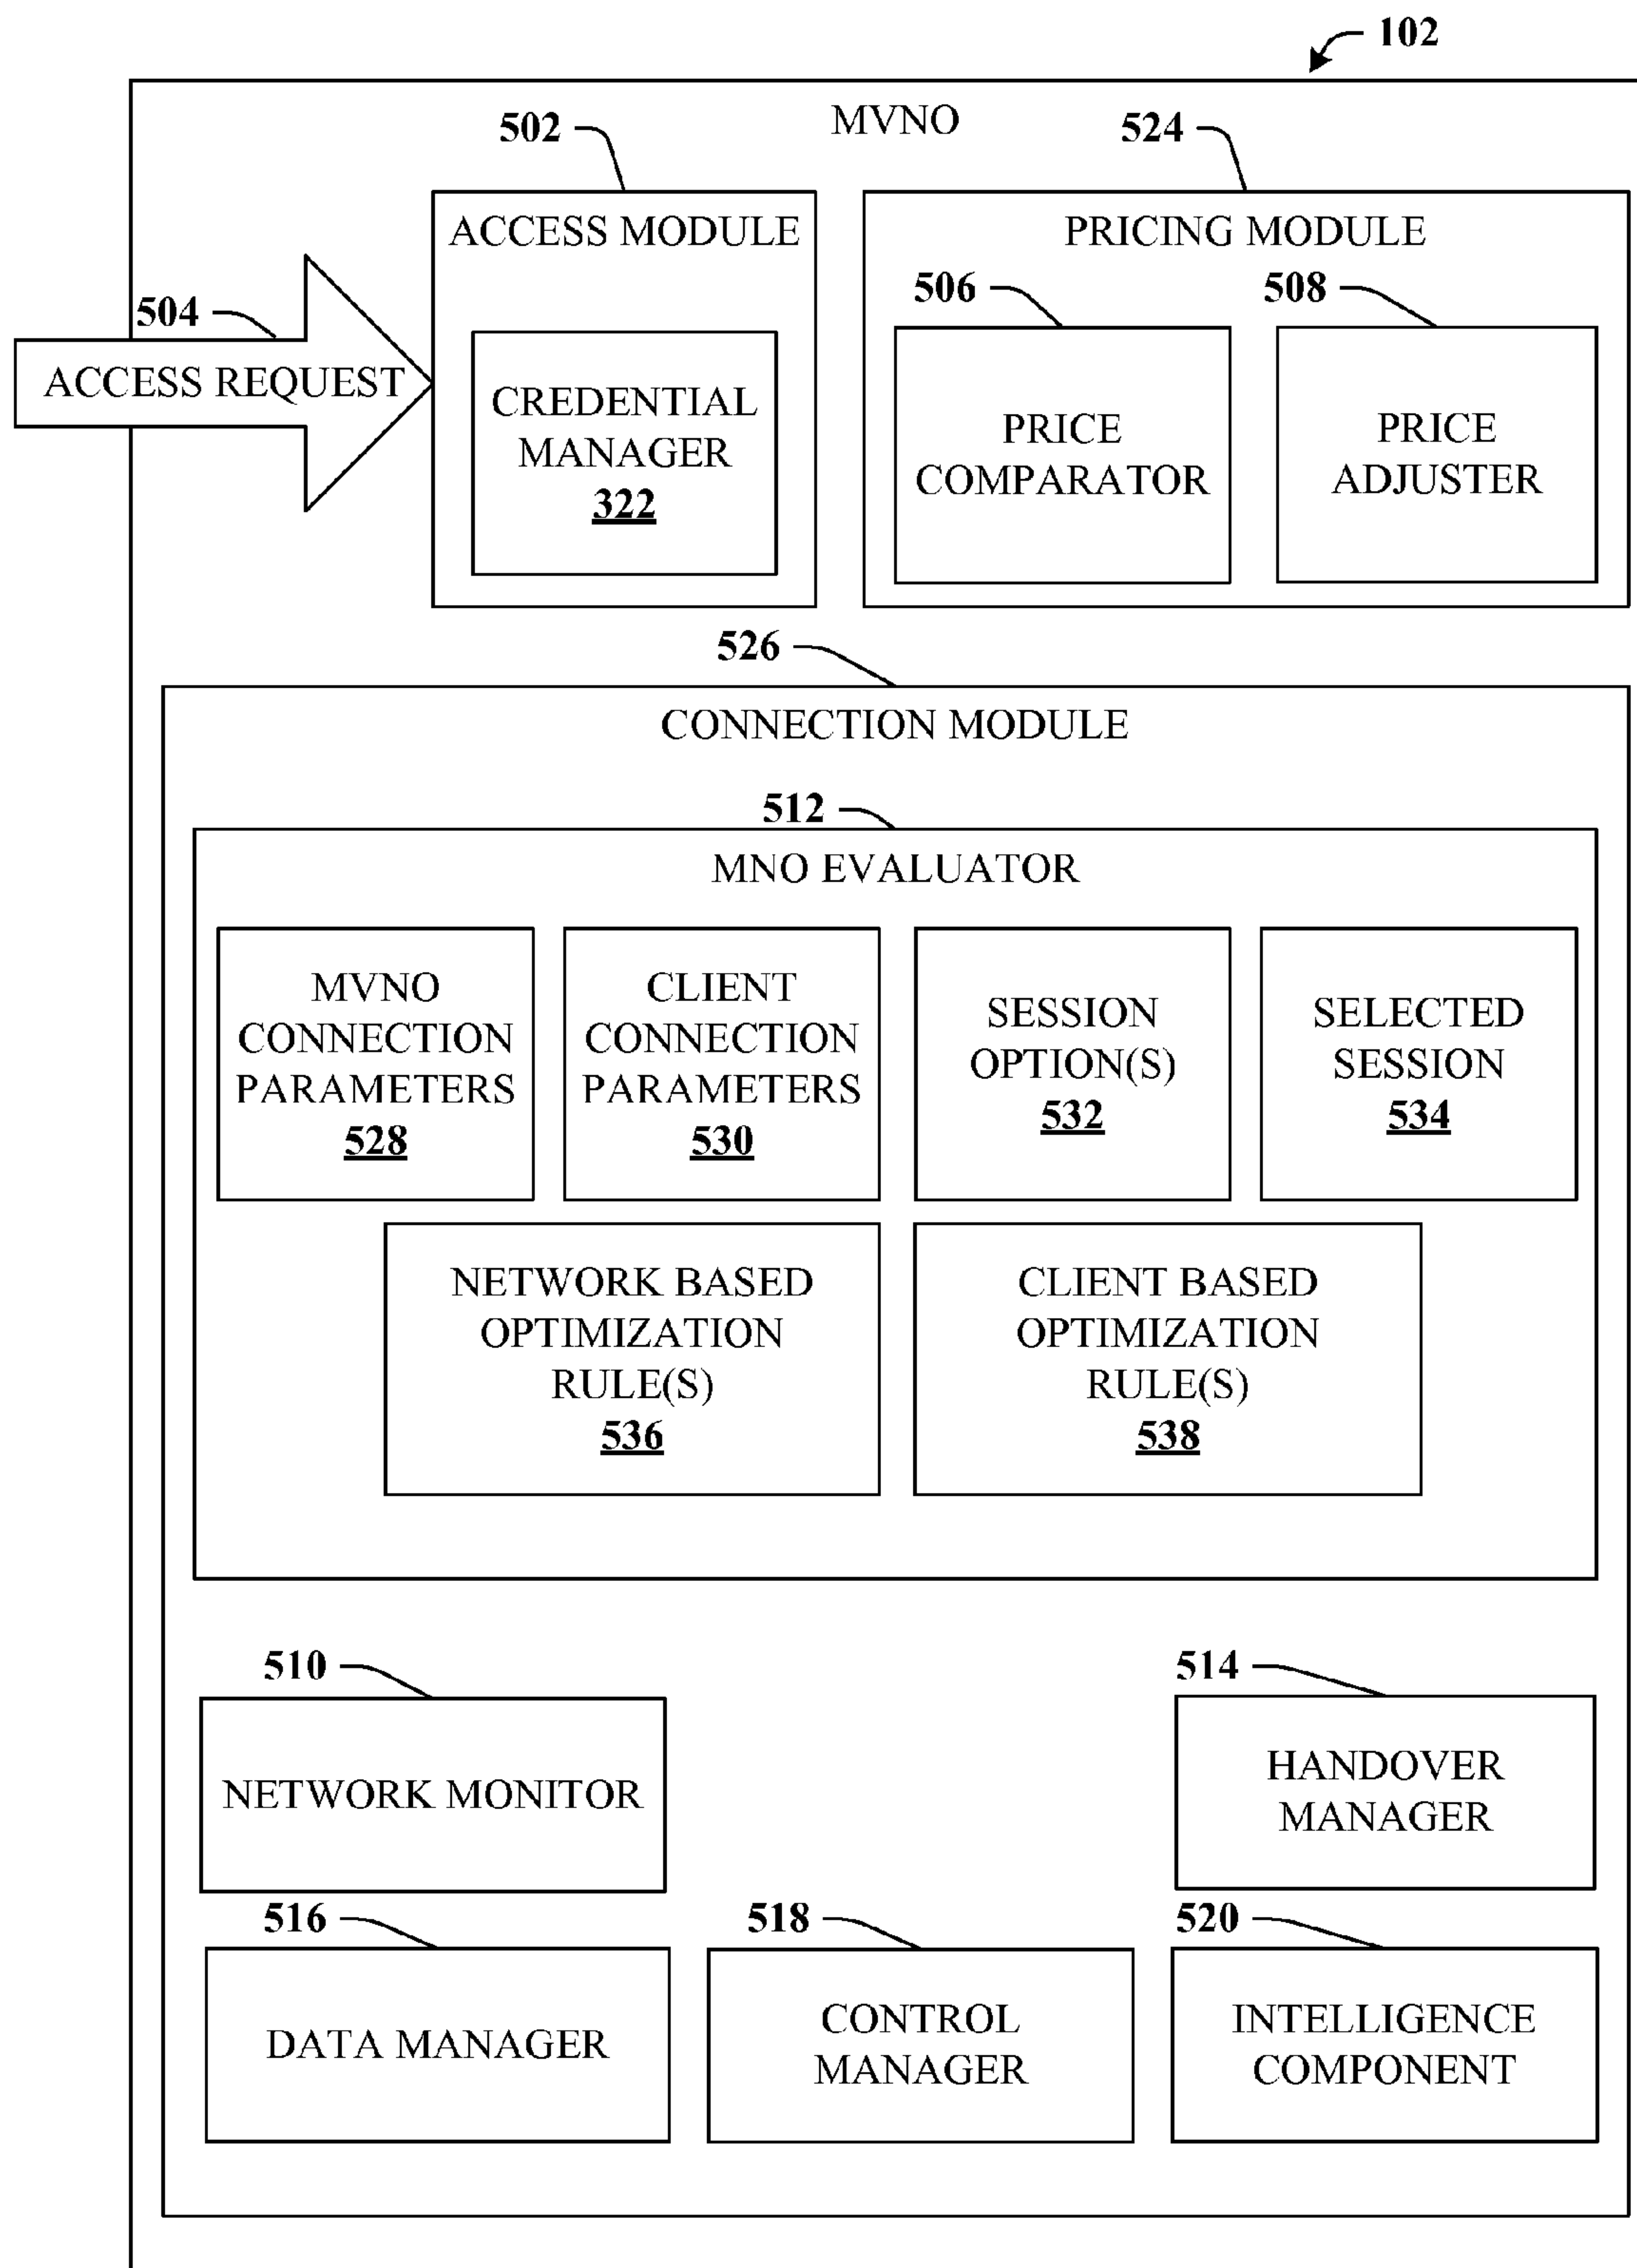 102
MVNO
502
524
ACCESS MODULE
PRICING MODULE
504
506
508
ACCESS REQUEST
CREDENTIAL
MANAGER
322
PRICE
COMPARATOR
PRICE
ADJUSTER
526
CONNECTION MODULE
512
MNO EVALUATOR
MVNO
CONNECTION
PARAMETERS
528
CLIENT
CONNECTION
PARAMETERS
530
SESSION
OPTION(S)
532
SELECTED
SESSION
534
NETWORK BASED
OPTIMIZATION
RULE(S)
536
CLIENT BASED
OPTIMIZATION
RULE(S)
538
510
514
NETWORK MONITOR
HANDOVER
MANAGER
516
518
520
DATA MANAGER
CONTROL
MANAGER
INTELLIGENCE
COMPONENT